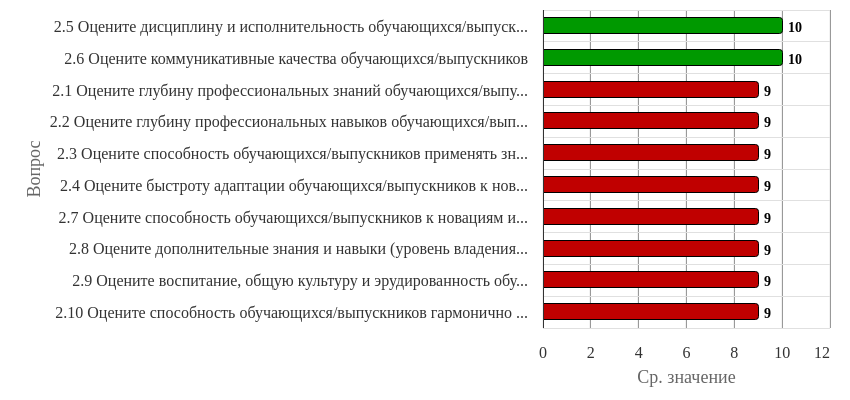 2.5 Оцените дисциплину и исполнительность обучающихся/выпуск... 10
2.6 Оцените коммуникативные качества обучающихся/выпускников 10
2.1 Оцените глубину профессиональных знаний обучающихся/выпу... 9
2.2 Оцените глубину профессиональных навыков обучающихся/вып... 9
2.3 Оцените способность обучающихся/выпускников применять зн... 9
2.4 Оцените быстроту адаптации обучающихся/выпускников к нов... 9
2.7 Оцените способность обучающихся/выпускников к новациям и... 9
2.8 Оцените дополнительные знания и навыки (уровень владения... 9
2.9 Оцените воспитание, общую культуру и эрудированность обу... 9
2.10 Оцените способность обучающихся/выпускников гармонично ... 9
Вопрос
0 2 4 6 8 10 12
Ср. значение